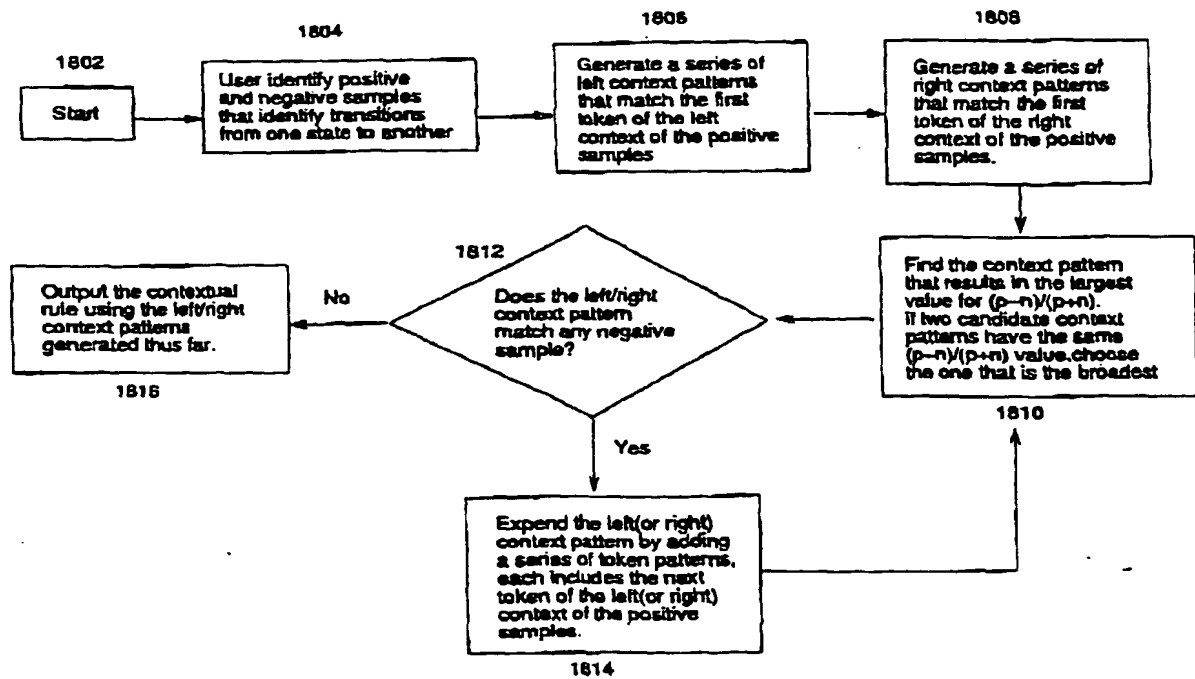 1802
Start
1804
User identify positive
and negative samples
that identify transitions
from one state to another
1806
Generate a series of
left context patterns
that match the first
token of the left
context of the positive
samples
1808
Generate a series of
right context patterns
that match the first
token of the right
context of the positive
samples.
Find the context pattern
that results in the largest
value for (p-n)/(p+n).
if two candidate context
patterns have the same
(p-n)/(p+n) value,choose
the one that is the broadest
1810
1812
Does the left/right
context pattern
match any negative
sample?
No
Output the contextual
rule using the left/right
context patterns
generated thus far.
1816
Yes
Expend the left(or right)
context pattern by adding
a series of token patterns,
each includes the next
token of the left(or right)
context of the positive
samples.
1814